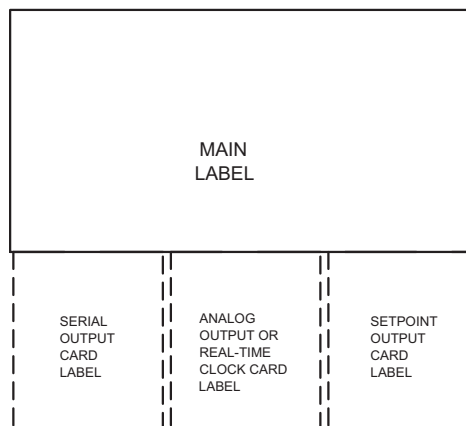 MAIN
LABEL
SERIAL
OUTPUT
CARD
LABEL
ANALOG
OUTPUT OR
REAL-TIME
CLOCK CARD
LABEL
SETPOINT
OUTPUT
CARD
LABEL